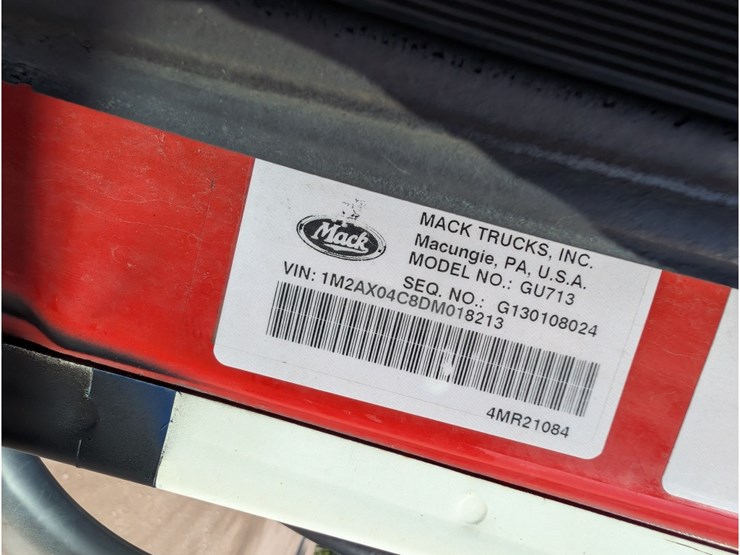 Mack
MACK TRUCKS, INC.
Macungie, PA, U.S.A.
MODEL NO.: GU713
SEQ. NO.: G130108024
VIN: 1M2AX04C8DM018213
4MR21084